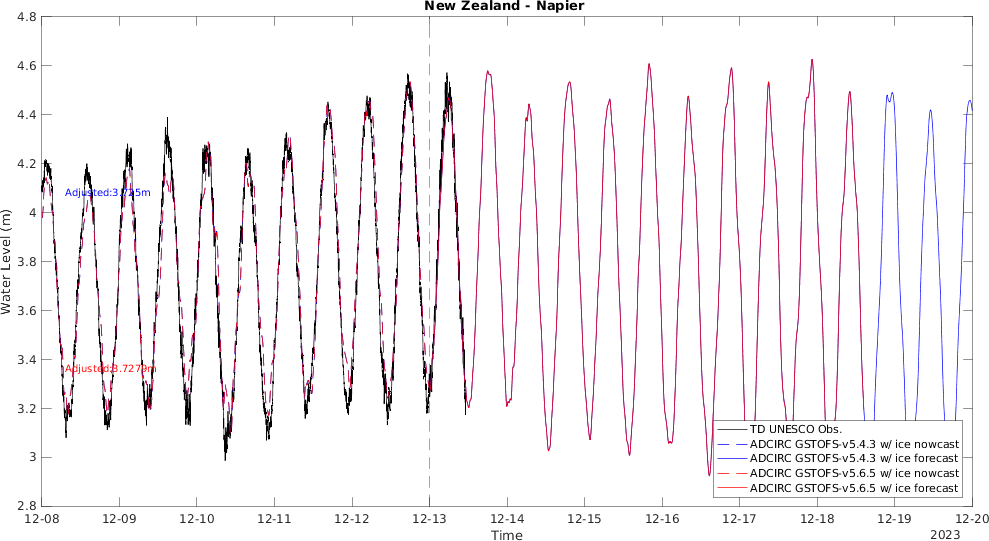 New Zealand - Napier
4.8
4.6
4.4
4.2
4
3.8
3.6
3.4
3.2
3
2.8
Water Level (m)
Adjusted:3.725m
Adjusted:3.7279m
TD UNESCO Obs.
ADCIRC GSTOFS-v5.4.3 w/ ice nowcast
ADCIRC GSTOFS-v5.4.3 w/ ice forecast
ADCIRC GSTOFS-v5.6.5 w/ ice nowcast
ADCIRC GSTOFS-v5.6.5 w/ ice forecast
12-08 12-09 12-10 12-11 12-12 12-13 12-14 12-15 12-16 12-17 12-18 12-19 12-20
Time
2023